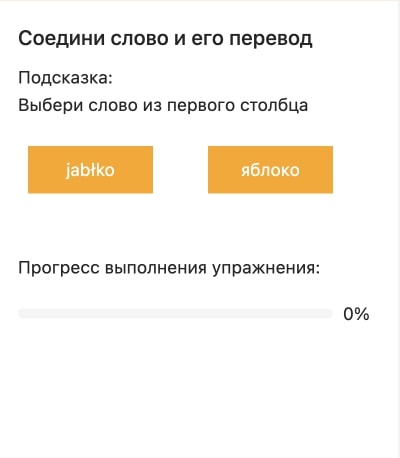 Соедини слово и его перевод
Подсказка:
Выбери слово из первого столбца
jabłko яблоко
Прогресс выполнения упражнения:
0%